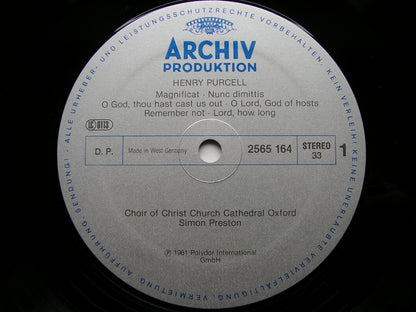 ARCHIV
PRODUKTION
HENRY PURCELL
Magnificat · Nunc dimittis
O God, thou hast cast us out · O Lord, God of hosts
Remember not · Lord, how long
LC 0113
D. P.
Made in West Germany
2565 164
STEREO
33
1
Choir of Christ Church Cathedral Oxford
Simon Preston
℗ 1981 Polydor International
GmbH
ALLE URHEBER- UND LEISTUNGSSCHUTZRECHTE VORBEHALTEN. KEIN VERLEIH! KEINE UNERLAUBTE VERVIELFÄLTIGUNG, VERMIETUNG, AUFFÜHRUNG, SENDUNG!